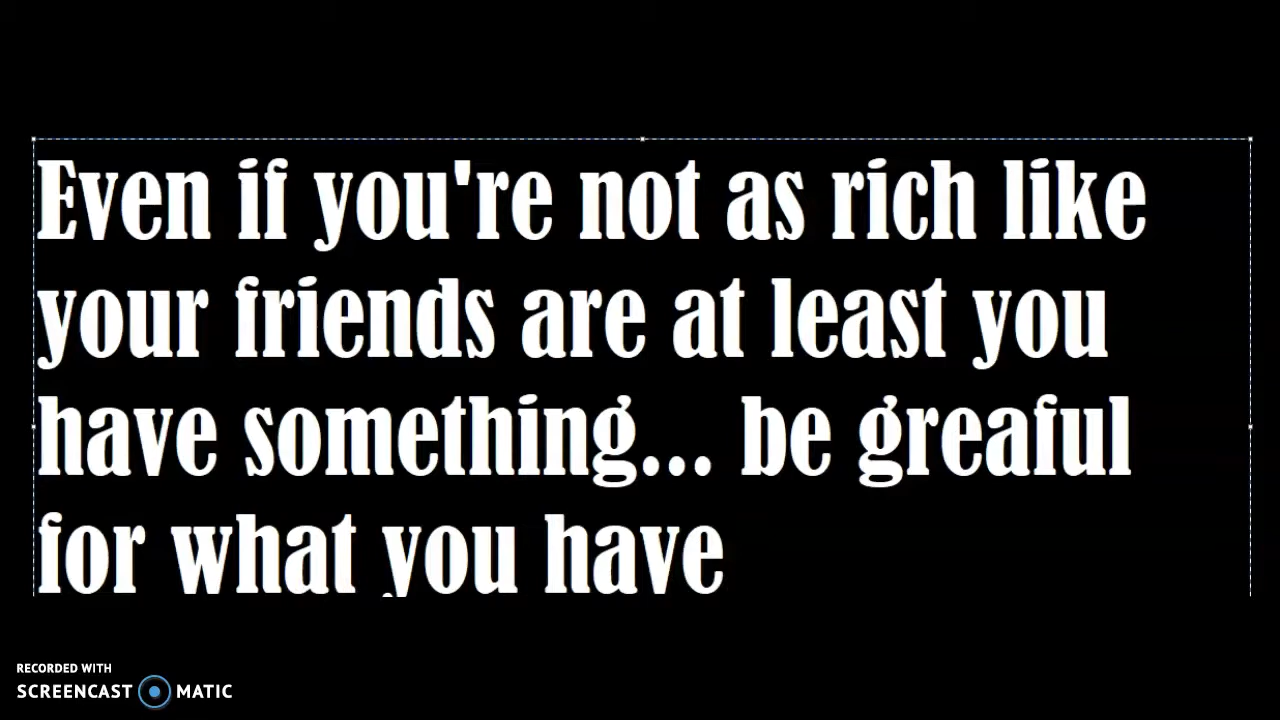 Even if you're not as rich like
your friends are at least you
have something... be greaful
for what you have
RECORDED WITH
SCREENCAST MATIC